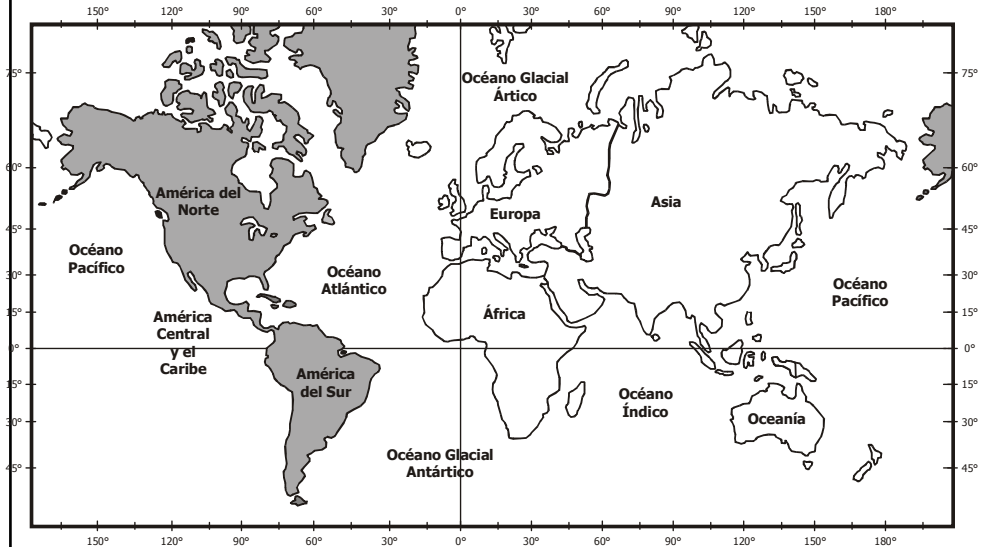 150° 120° 90° 60° 30° 0° 30° 60° 90° 120° 150° 180°
75° 75°
Océano Glacial
Ártico
60° 60°
América del
Norte
Asia
Europa
45° 45°
Océano
Pacífico
Océano
Atlántico
30° 30°
Océano
Pacífico
15° 15°
África
América
Central
y el
Caribe
0° 0°
América
del Sur
15° 15°
Océano
Índico
Oceanía
30° 30°
Océano Glacial
Antártico
45° 45°
150° 120° 90° 60° 30° 0° 30° 60° 90° 120° 150° 180°